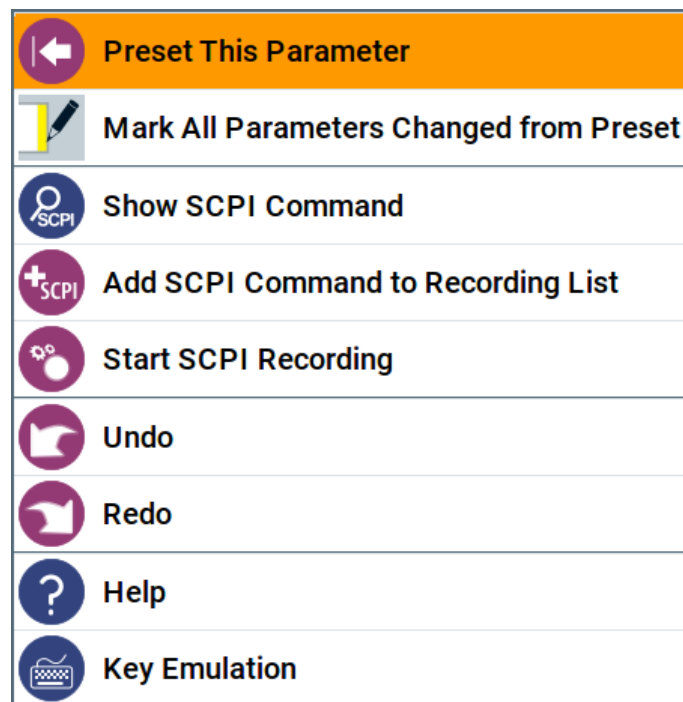 Preset This Parameter
Mark All Parameters Changed from Preset
SCPI
Show SCPI Command
SCPI
Add SCPI Command to Recording List
Start SCPI Recording
Undo
Redo
?
Help
Key Emulation